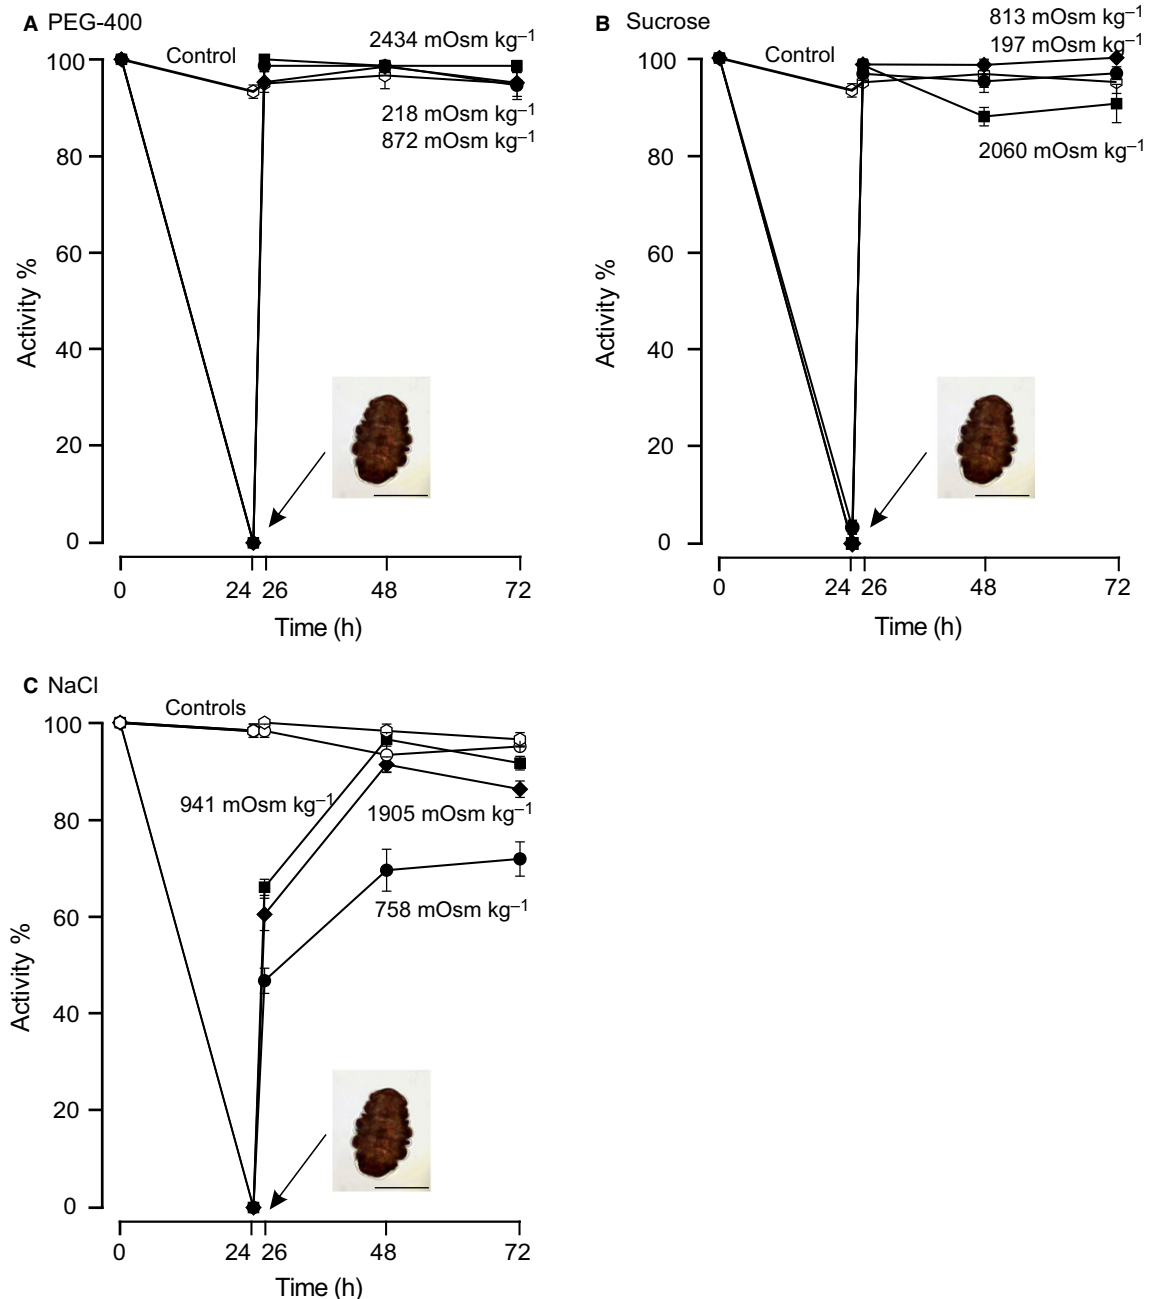 A PEG-400
100
80
60
40
20
0
Activity %
Control
2434 mOsm kg⁻¹
218 mOsm kg⁻¹
872 mOsm kg⁻¹
0 24 26 48 72
Time (h)
B Sucrose
100
80
60
40
20
0
Activity %
Control
813 mOsm kg⁻¹
197 mOsm kg⁻¹
2060 mOsm kg⁻¹
0 24 26 48 72
Time (h)
C NaCl
100
80
60
40
20
0
Activity %
Controls
941 mOsm kg⁻¹
1905 mOsm kg⁻¹
758 mOsm kg⁻¹
0 24 26 48 72
Time (h)